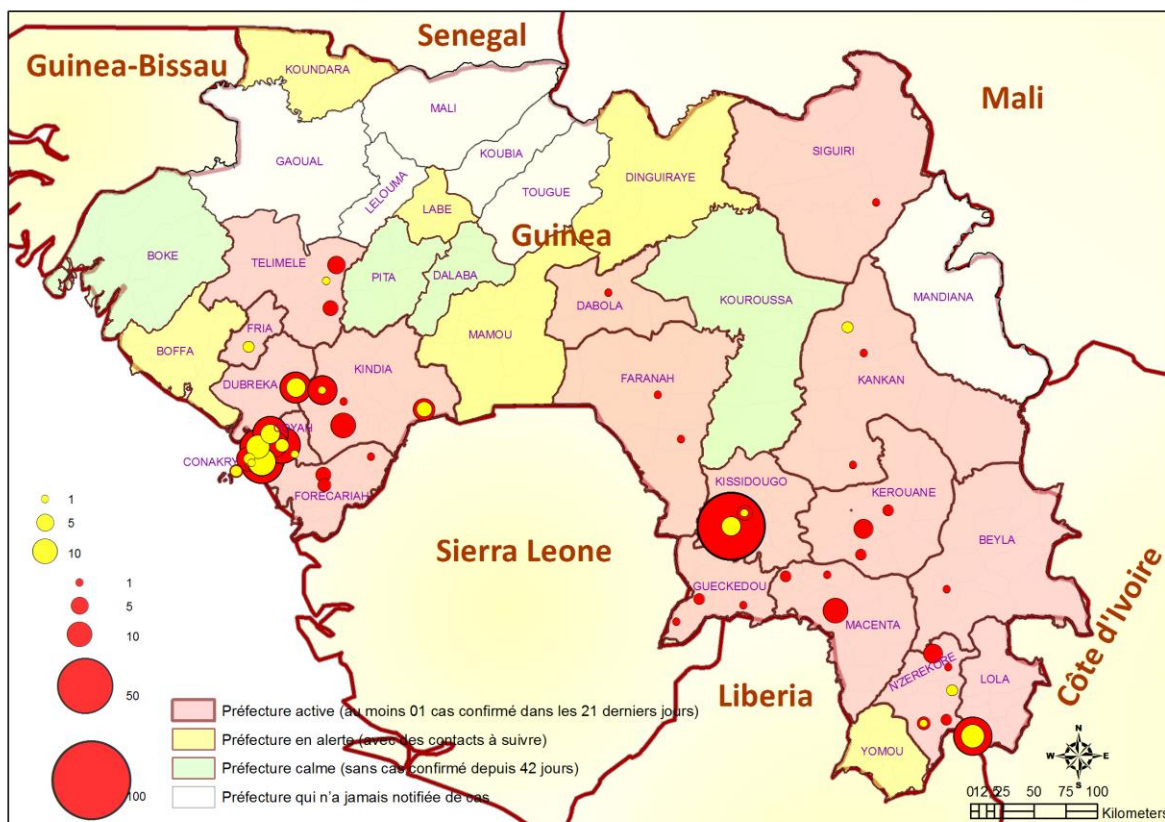 Senegal
Guinea-Bissau
KOUNDARA
Mali
MALI
SIGUIRI
KOUBIA
GAOUAL
DINGUIRAYE
TOUGUE
LELOUMA
LABE
Guinea
BOKE
TELIMELE
PITA
DALABA
KOUROUSSA
MANDIANA
DABOLA
FRIA
MAMOU
BOFFA
KINDIA
DUBREKA
FARANAH
KANKAN
CONAKRY
KISSIDOUGO
KEROUANE
FORECARIAH
BEYLA
Sierra Leone
GUECKEDOU
MACENTA
Côte d'Ivoire
N'ZEREKORE
LOLA
Liberia
YOMOU
1
5
10
1
5
10
50
100
Préfecture active (au moins 01 cas confirmé dans les 21 derniers jours)
Préfecture en alerte (avec des contacts à suivre)
Préfecture calme (sans cas confirmé depuis 42 jours)
Préfecture qui n'a jamais notifiée de cas
N
W E
S
25 50 75 100
Kilometers